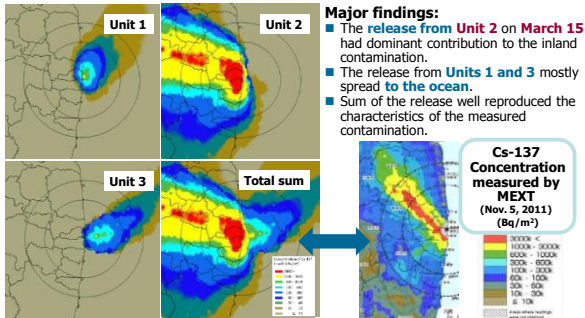 Unit 1
Unit 2
Major findings:
The release from Unit 2 on March 15
had dominant contribution to the inland
contamination.
The release from Units 1 and 3 mostly
spread to the ocean.
Sum of the release well reproduced the
characteristics of the measured
contamination.
Unit 3
Total sum
Cs-137
Concentration
measured by
MEXT
(Nov. 5, 2011)
(Bq/m²)
3000k <
1000k - 3000k
600k - 1000k
300k - 600k
100k - 300k
60k - 100k
30k - 60k
10k - 30k
≤ 10k